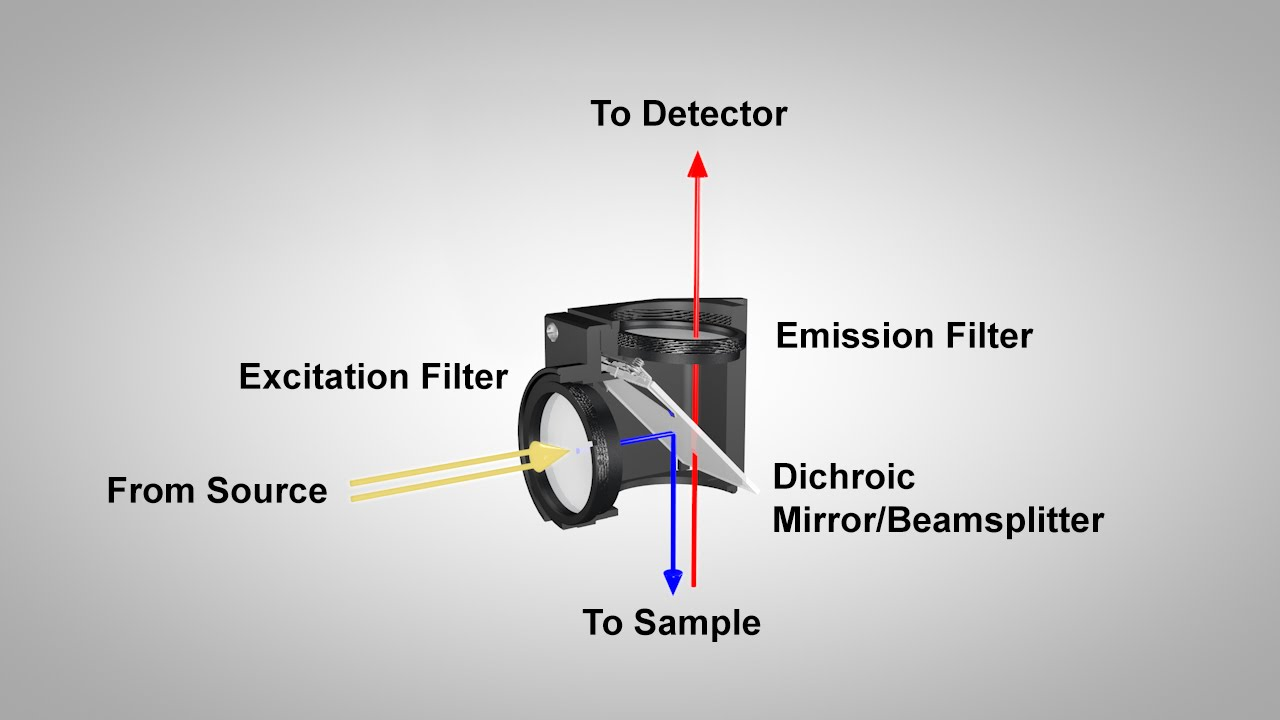 To Detector
Emission Filter
Excitation Filter
From Source
Dichroic
Mirror/Beamsplitter
To Sample